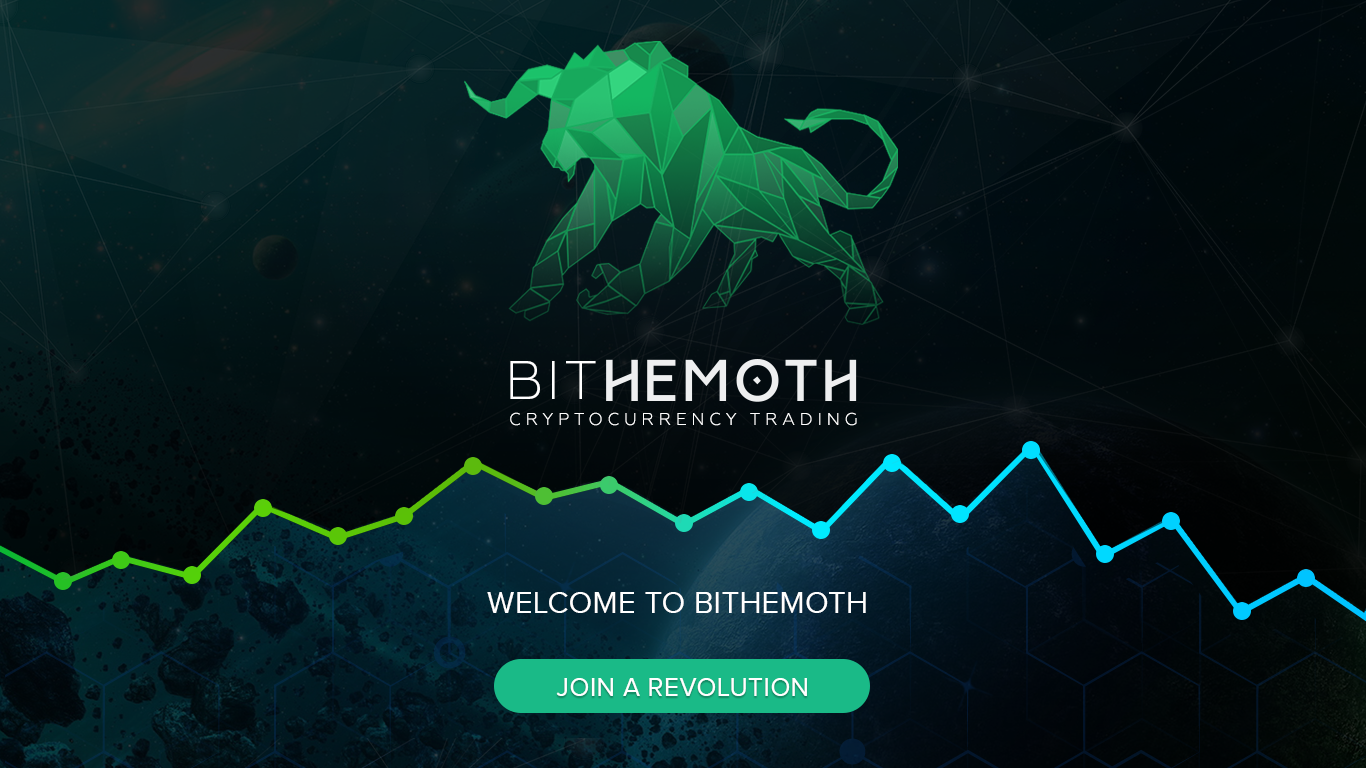 BITHEMOTH
CRYPTOCURRENCY TRADING
WELCOME TO BITHEMOTH
JOIN A REVOLUTION